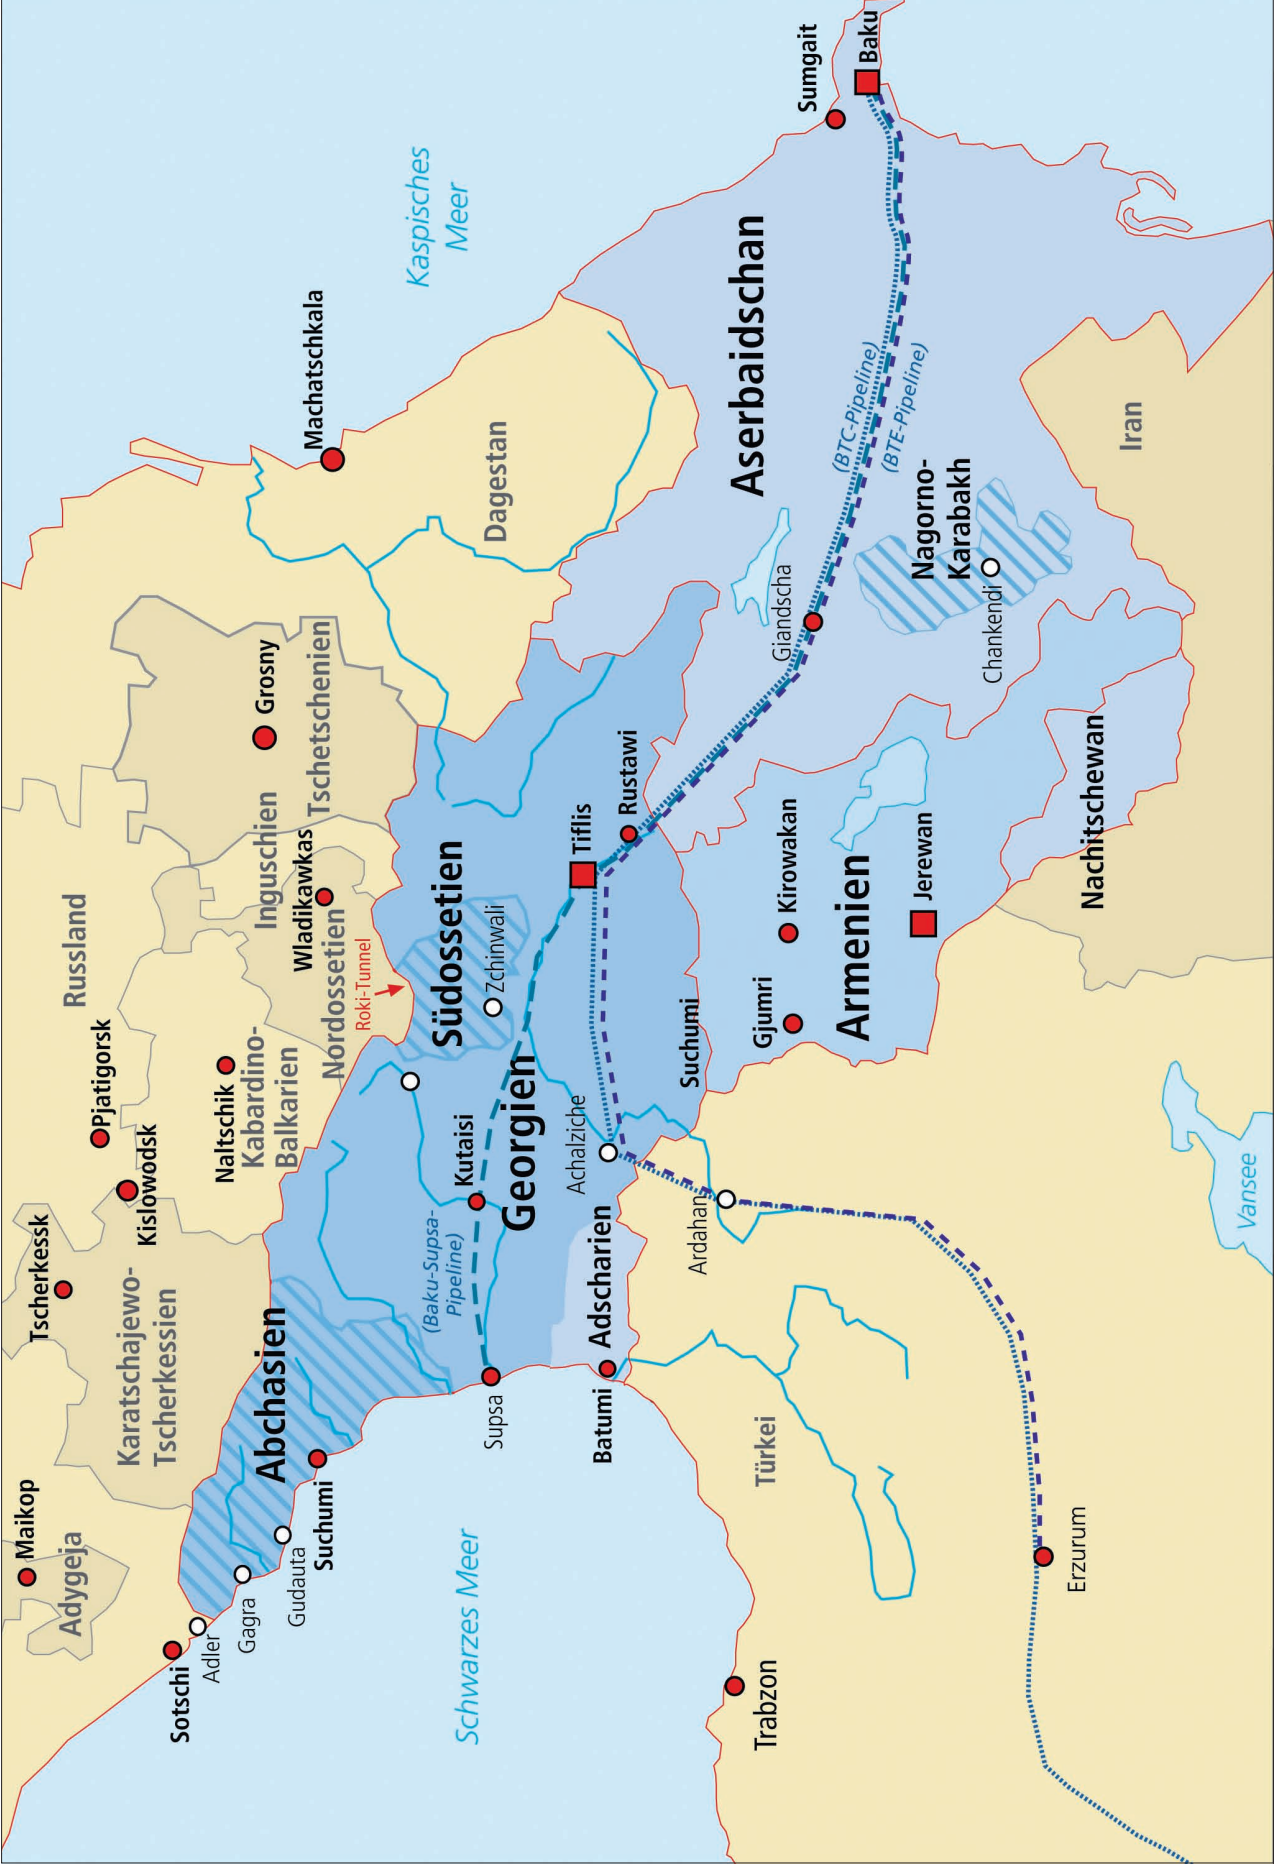 Maikop
Adygeja
Tscherkessk
Karatschajewo-
Tscherkessien
Pjatigorsk
Kislowodsk
Russland
Naltschik
Kabardino-
Balkarien
Nordossetien
Wladikawkas
Inguschien
Grosny
Tschetschenien
Machatschkala
Dagestan
Kaspisches
Meer
Sotschi
Adler
Gagra
Gudauta
Suchumi
Abchasien
Roki-Tunnel
Südossetien
Zchinwali
Schwarzes Meer
(Baku-Supsa-
Pipeline)
Kutaisi
Supsa
Georgien
Tiflis
Rustawi
Achalziche
Batumi
Adscharien
Suchumi
Ardahan
Trabzon
Türkei
Erzurum
Gjumri
Kirowakan
Armenien
Jerewan
Aserbaidschan
Sumgait
Baku
(BTC-Pipeline)
(BTE-Pipeline)
Giandscha
Nagorno-
Karabakh
Chankendi
Nachitschewan
Iran
Vansee